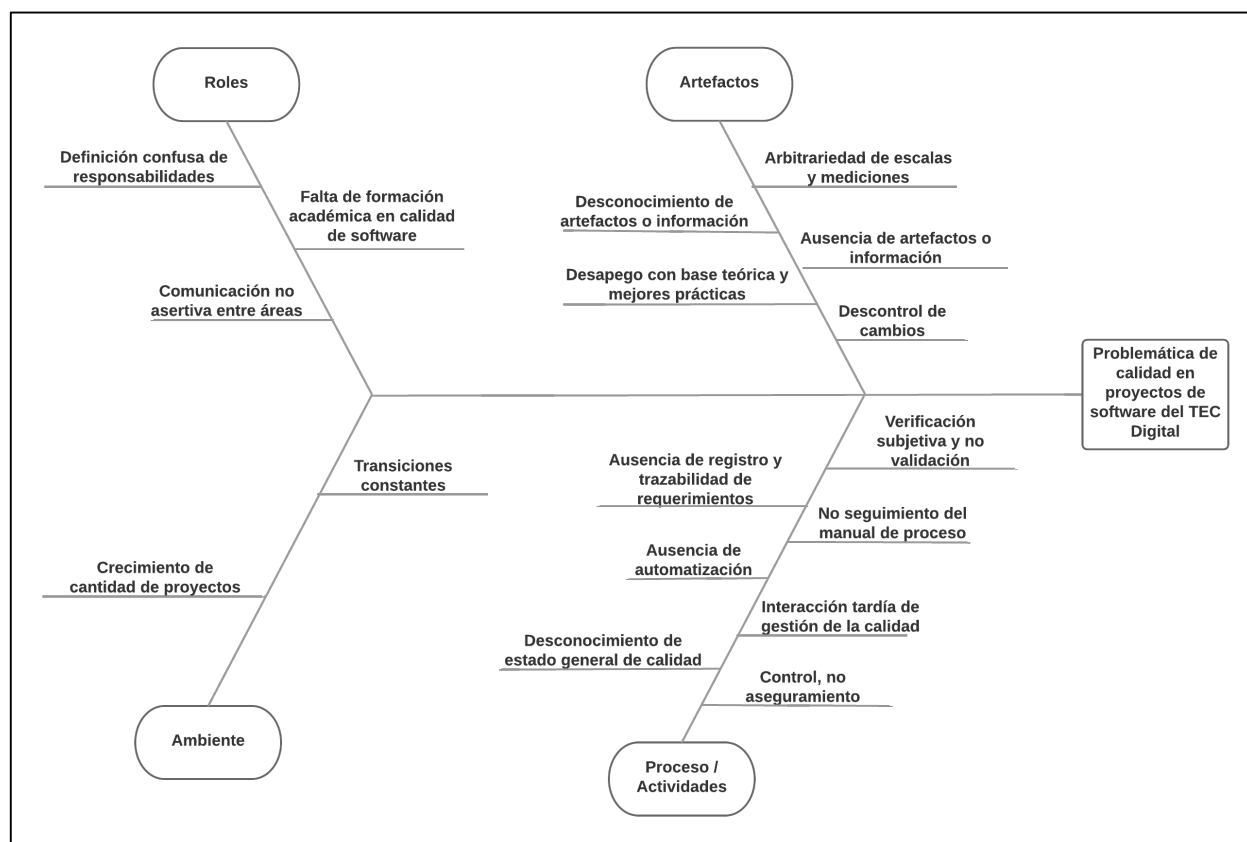 Roles
Definición confusa de
responsabilidades
Falta de formación
académica en calidad
de software
Comunicación no
asertiva entre áreas
Artefactos
Arbitrariedad de escalas
y mediciones
Desconocimiento de
artefactos o información
Ausencia de artefactos o
información
Desapego con base teórica y
mejores prácticas
Descontrol de
cambios
Problemática de
calidad en
proyectos de
software del TEC
Digital
Transiciones
constantes
Crecimiento de
cantidad de proyectos
Ambiente
Verificación
subjetiva y no
validación
Ausencia de registro y
trazabilidad de
requerimientos
No seguimiento del
manual de proceso
Ausencia de
automatización
Interacción tardía de
gestión de la calidad
Desconocimiento de
estado general de calidad
Control, no
aseguramiento
Proceso /
Actividades